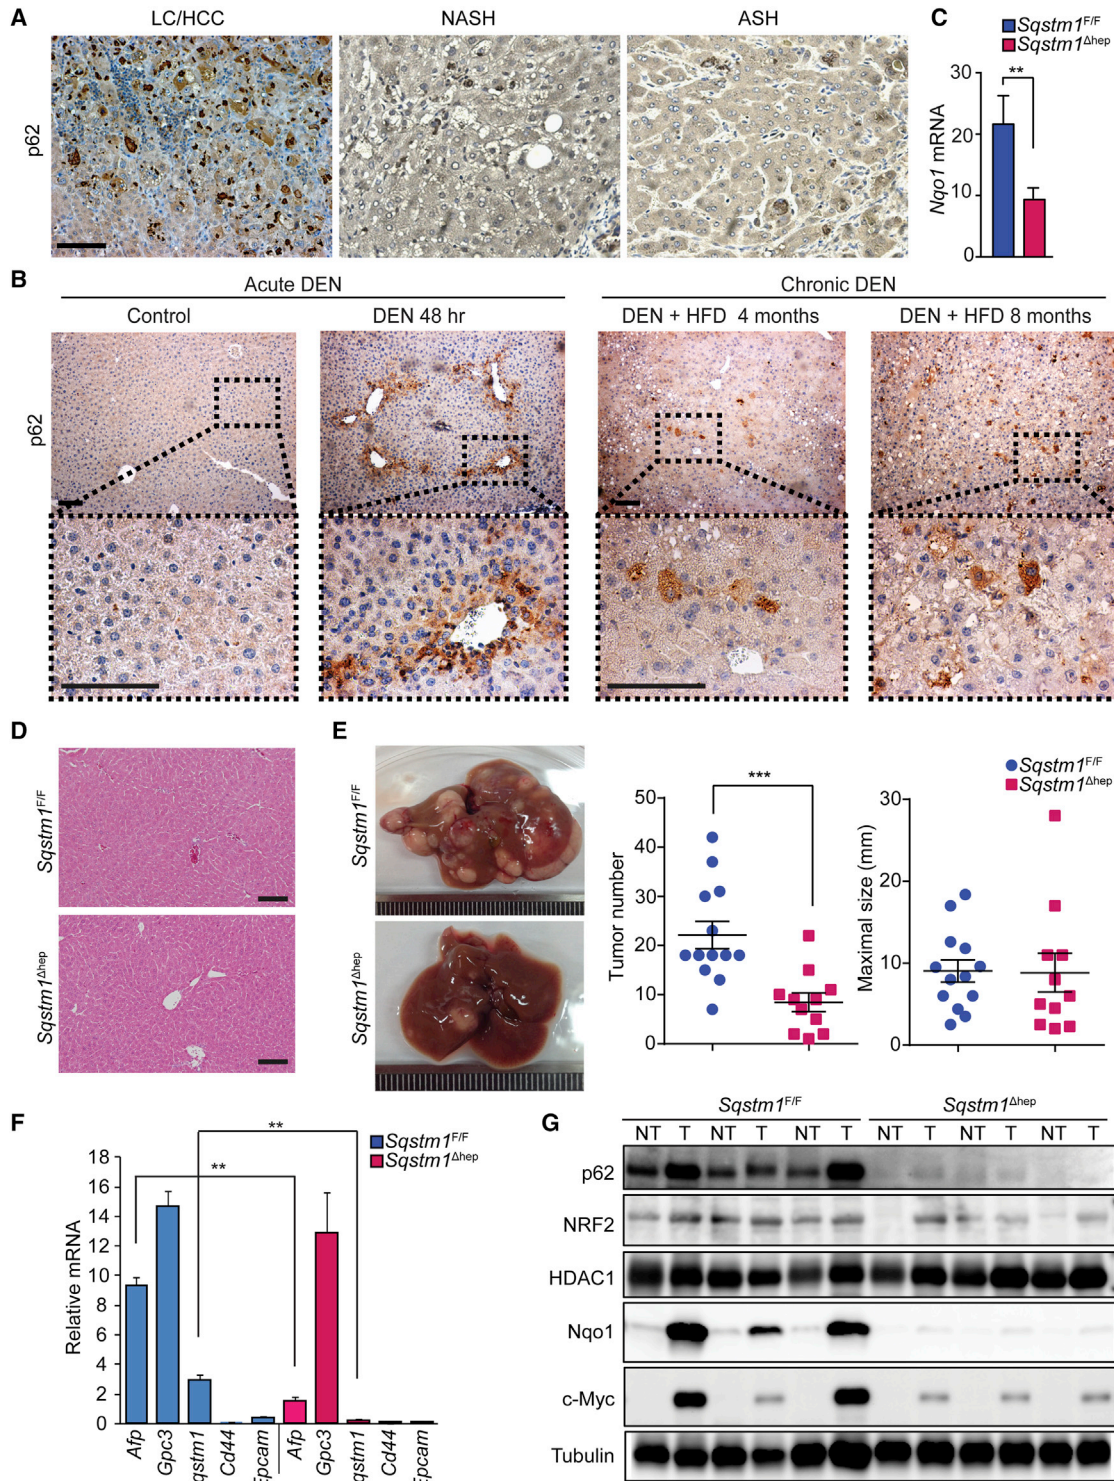 A
LC/HCC
NASH
ASH
p62
C
Sqstm1F/F
Sqstm1Δhep
**
30
20
10
0
Nqo1 mRNA
B
Acute DEN
Chronic DEN
Control
DEN 48 hr
DEN + HFD 4 months
DEN + HFD 8 months
p62
D
Sqstm1F/F
Sqstm1Δhep
E
Sqstm1F/F
Sqstm1Δhep
***
50
40
30
20
10
0
Tumor number
Sqstm1F/F
Sqstm1Δhep
30
20
10
0
Maximal size (mm)
F
Sqstm1F/F
Sqstm1Δhep
**
**
18
16
14
12
10
8
6
4
2
0
Relative mRNA
Afp
Gpc3
qstm1
Cd44
Epcam
Afp
Gpc3
qstm1
Cd44
Epcam
G
Sqstm1F/F
Sqstm1Δhep
NT T NT T NT T NT T NT T NT T
p62
NRF2
HDAC1
Nqo1
c-Myc
Tubulin